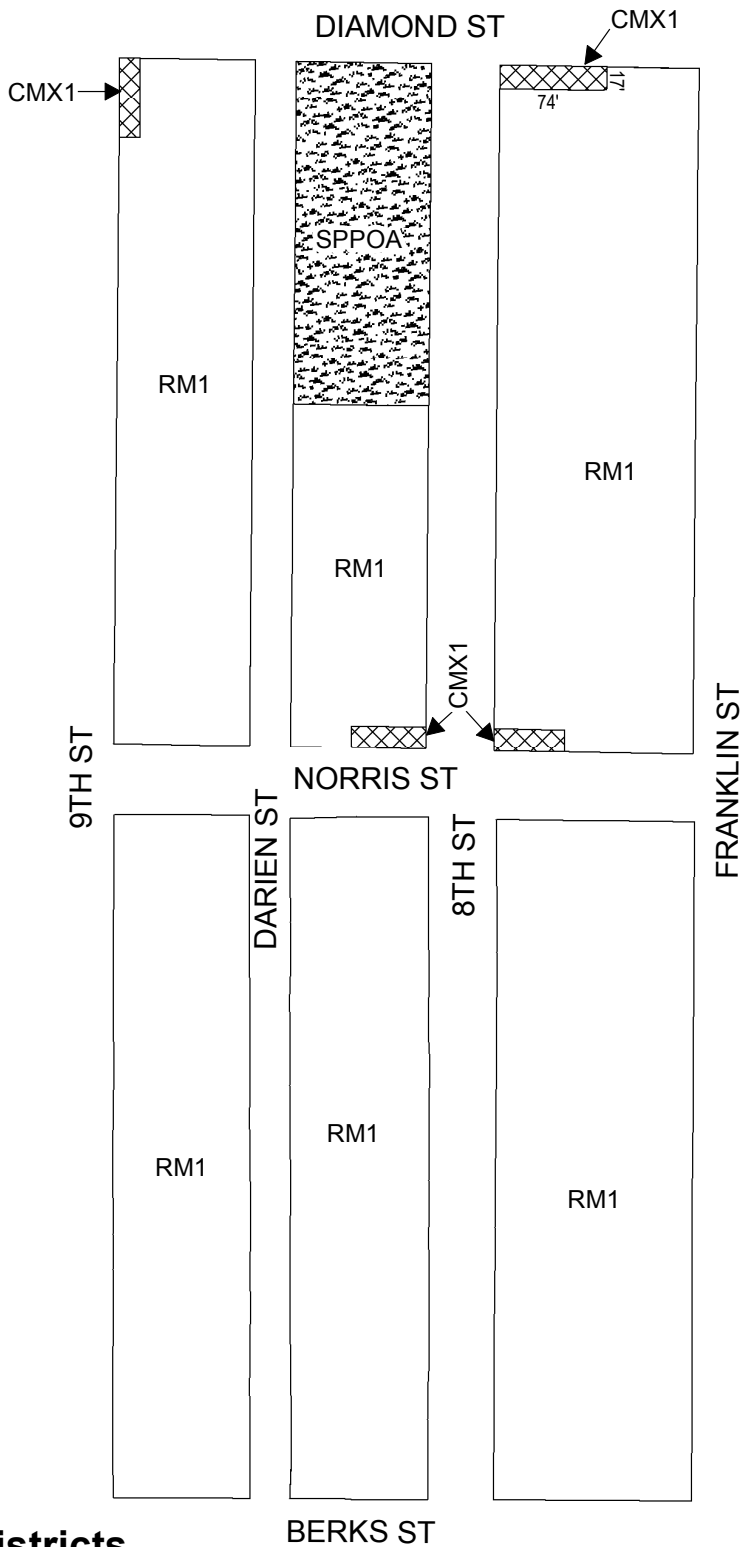 DIAMOND ST
CMX1
CMX1
17'
74'
SPPOA
RM1
RM1
RM1
CMX1
9TH ST
NORRIS ST
FRANKLIN ST
DARIEN ST
8TH ST
RM1
RM1
RM1
istricts
BERKS ST